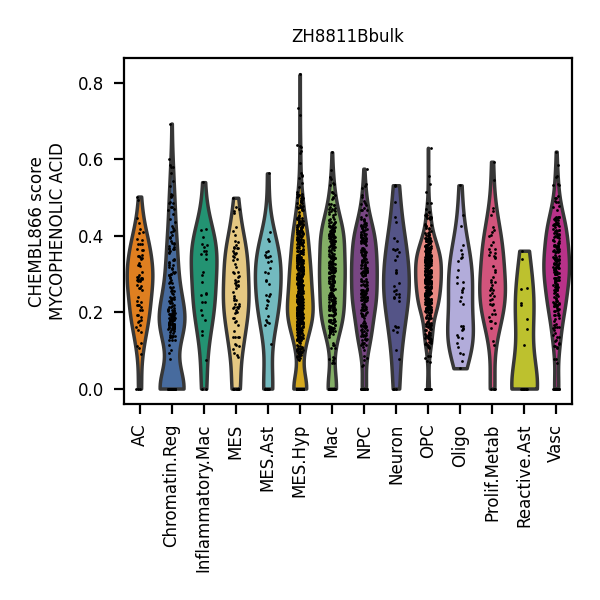 ZH8811Bbulk
CHEMBL866 score
MYCOPHENOLIC ACID
0.8
0.6
0.4
0.2
0.0
AC
Chromatin.Reg
Inflammatory.Mac
MES
MES.Ast
MES.Hyp
Mac
NPC
Neuron
OPC
Oligo
Prolif.Metab
Reactive.Ast
Vasc